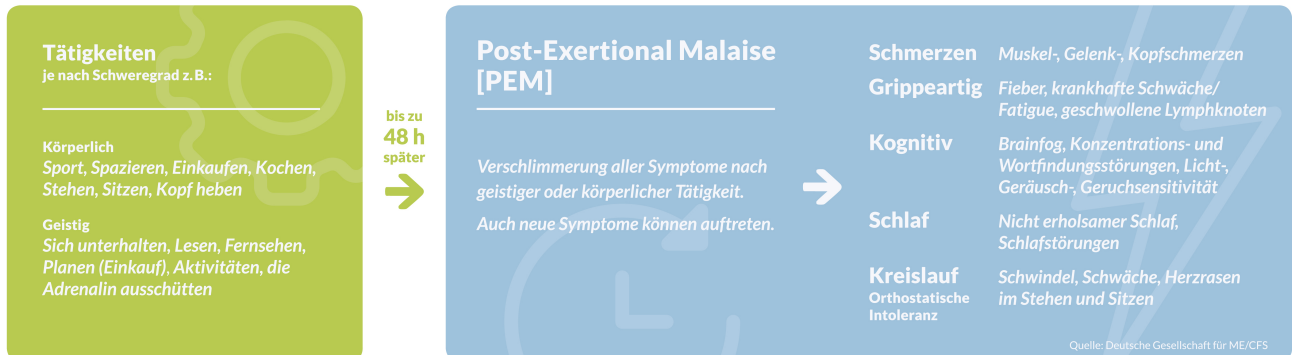 Tätigkeiten
je nach Schweregrad z. B.:
Körperlich
Sport, Spazieren, Einkaufen, Kochen,
Stehen, Sitzen, Kopf heben
Geistig
Sich unterhalten, Lesen, Fernsehen,
Planen (Einkauf), Aktivitäten, die
Adrenalin ausschütten
bis zu
48 h
später
Post-Exertional Malaise
[PEM]
Verschlimmerung aller Symptome nach
geistiger oder körperlicher Tätigkeit.
Auch neue Symptome können auftreten.
Schmerzen Muskel-, Gelenk-, Kopfschmerzen
Grippeartig Fieber, krankhafte Schwäche/
Fatigue, geschwollene Lymphknoten
Kognitiv Brainfog, Konzentrations- und
Wortfindungsstörungen, Licht-,
Geräusch-, Geruchsensitivität
Schlaf Nicht erholsamer Schlaf,
Schlafstörungen
Kreislauf Schwindel, Schwäche, Herzrasen
Orthostatische im Stehen und Sitzen
Intoleranz
Quelle: Deutsche Gesellschaft für ME/CFS